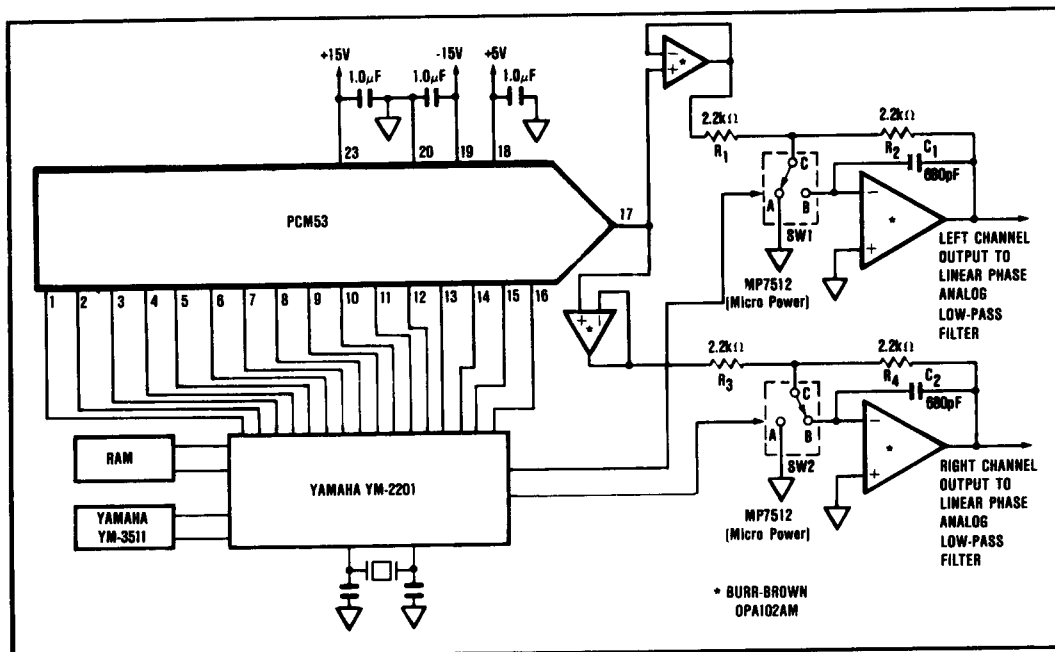 +15V
-15V
+5V
1.0µF
1.0µF
1.0µF
23
20
19
18
PCM53
17
1
2
3
4
5
6
7
8
9
10
11
12
13
14
15
16
RAM
YAMAHA YM-2201
YAMAHA
YM-3511
-
+
*
2.2kΩ
R1
2.2kΩ
R2
C1
680pF
C
A
B
SW1
MP7512
(Micro Power)
-
+
*
LEFT CHANNEL
OUTPUT TO
LINEAR PHASE
ANALOG
LOW-PASS
FILTER
+
-
*
2.2kΩ
R3
2.2kΩ
R4
C2
680pF
C
A
B
SW2
MP7512
(Micro Power)
-
+
*
RIGHT CHANNEL
OUTPUT TO
LINEAR PHASE
ANALOG
LOW-PASS
FILTER
* BURR-BROWN
OPA102AM